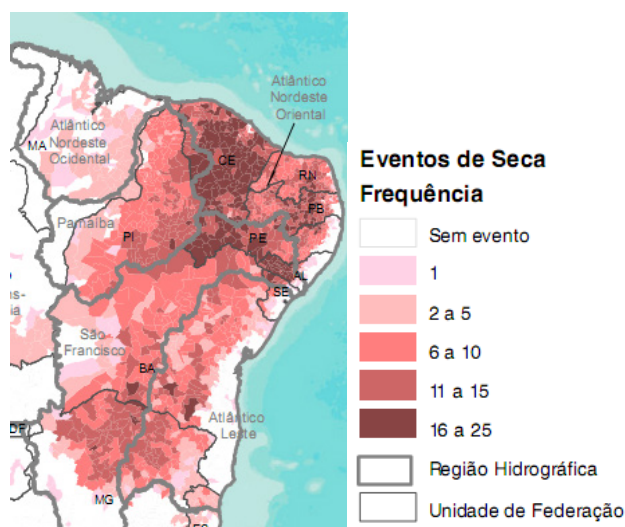 Atlântico
Nordeste
Oriental
Atlântico
Nordeste
Ocidental
MA
CE
RN
PB
Parnaíba
PI
PE
AL
SE
São
Francisco
BA
Atlântico
Leste
DF
MG
ES
Eventos de Seca
Frequência
Sem evento
1
2 a 5
6 a 10
11 a 15
16 a 25
Região Hidrográfica
Unidade de Federação